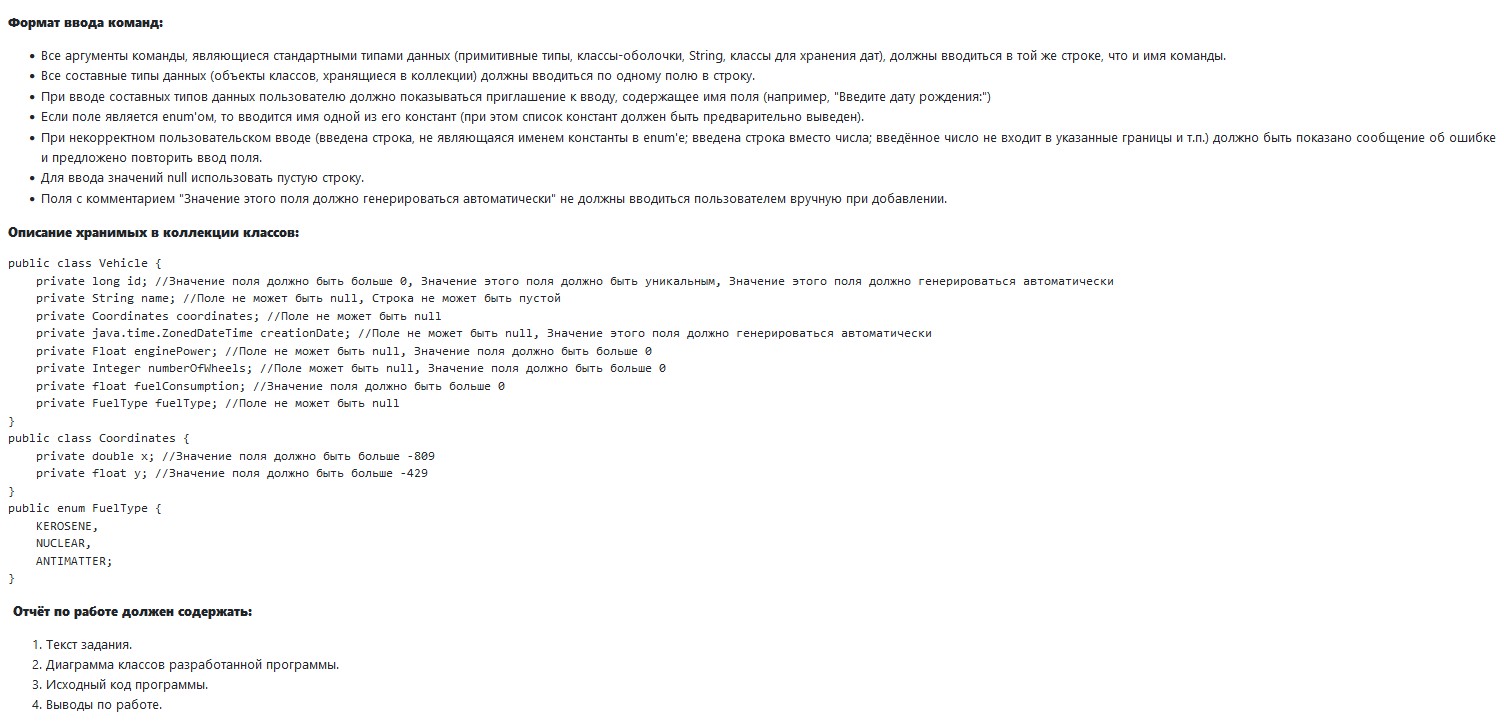 Формат ввода команд:
• Все аргументы команды, являющиеся стандартными типами данных (примитивные типы, классы-оболочки, String, классы для хранения дат), должны вводиться в той же строке, что и имя команды.
• Все составные типы данных (объекты классов, хранящиеся в коллекции) должны вводиться по одному полю в строку.
• При вводе составных типов данных пользователю должно показываться приглашение к вводу, содержащее имя поля (например, "Введите дату рождения:")
• Если поле является enum'ом, то вводится имя одной из его констант (при этом список констант должен быть предварительно выведен).
• При некорректном пользовательском вводе (введена строка, не являющаяся именем константы в enum'е; введена строка вместо числа; введённое число не входит в указанные границы и т.п.) должно быть показано сообщение об ошибке
и предложено повторить ввод поля.
• Для ввода значений null использовать пустую строку.
• Поля с комментарием "Значение этого поля должно генерироваться автоматически" не должны вводиться пользователем вручную при добавлении.
Описание хранимых в коллекции классов:
public class Vehicle {
    private long id; //Значение поля должно быть больше 0, Значение этого поля должно быть уникальным, Значение этого поля должно генерироваться автоматически
    private String name; //Поле не может быть null, Строка не может быть пустой
    private Coordinates coordinates; //Поле не может быть null
    private java.time.ZonedDateTime creationDate; //Поле не может быть null, Значение этого поля должно генерироваться автоматически
    private Float enginePower; //Поле не может быть null, Значение поля должно быть больше 0
    private Integer numberOfWheels; //Поле может быть null, Значение поля должно быть больше 0
    private float fuelConsumption; //Значение поля должно быть больше 0
    private FuelType fuelType; //Поле не может быть null
}
public class Coordinates {
    private double x; //Значение поля должно быть больше -809
    private float y; //Значение поля должно быть больше -429
}
public enum FuelType {
    KEROSENE,
    NUCLEAR,
    ANTIMATTER;
}
Отчёт по работе должен содержать:
1. Текст задания.
2. Диаграмма классов разработанной программы.
3. Исходный код программы.
4. Выводы по работе.